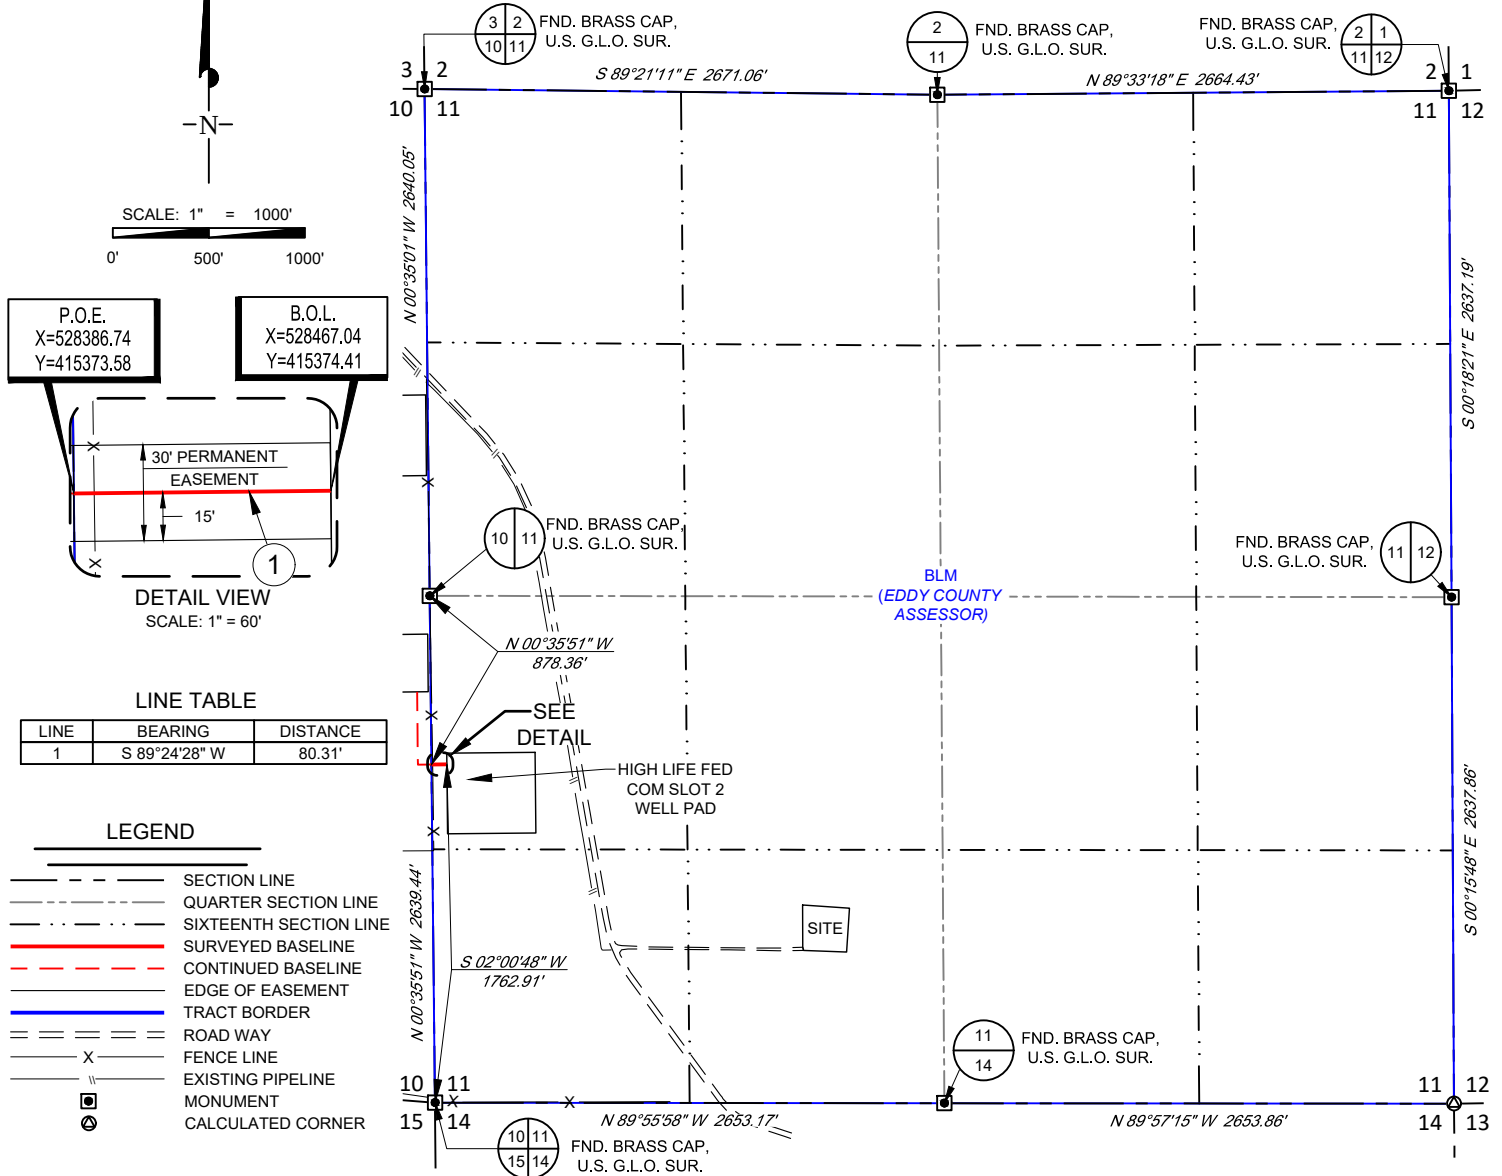 3 2
10 11
FND. BRASS CAP,
U.S. G.L.O. SUR.
2
11
FND. BRASS CAP,
U.S. G.L.O. SUR.
FND. BRASS CAP,
U.S. G.L.O. SUR.
2 1
11 12
3 2
10 11
S 89°21'11" E 2671.06'
N 89°33'18" E 2664.43'
2 1
11 12
N
SCALE: 1" = 1000'
0' 500' 1000'
N 00°35'01" W 2640.05'
S 00°18'21" E 2637.19'
P.O.E.
X=528386.74
Y=415373.58
B.O.L.
X=528467.04
Y=415374.41
X
30' PERMANENT
EASEMENT
15'
X
1
DETAIL VIEW
SCALE: 1" = 60'
X
10 11
FND. BRASS CAP,
U.S. G.L.O. SUR.
FND. BRASS CAP,
U.S. G.L.O. SUR.
11 12
BLM
(EDDY COUNTY
ASSESSOR)
N 00°35'51" W
878.36'
X
SEE
DETAIL
HIGH LIFE FED
COM SLOT 2
WELL PAD
X
LINE TABLE
LINE BEARING DISTANCE
1 S 89°24'28" W 80.31'
N 00°35'51" W 2639.44'
S 00°15'48" E 2637.86'
SITE
S 02°00'48" W
1762.91'
LEGEND
SECTION LINE
QUARTER SECTION LINE
SIXTEENTH SECTION LINE
SURVEYED BASELINE
CONTINUED BASELINE
EDGE OF EASEMENT
TRACT BORDER
ROAD WAY
X FENCE LINE
\\ EXISTING PIPELINE
MONUMENT
CALCULATED CORNER
11
14
FND. BRASS CAP,
U.S. G.L.O. SUR.
10 11
15 14
X X
N 89°55'58" W 2653.17'
N 89°57'15" W 2653.86'
11 12
14 13
10 11
15 14
FND. BRASS CAP,
U.S. G.L.O. SUR.